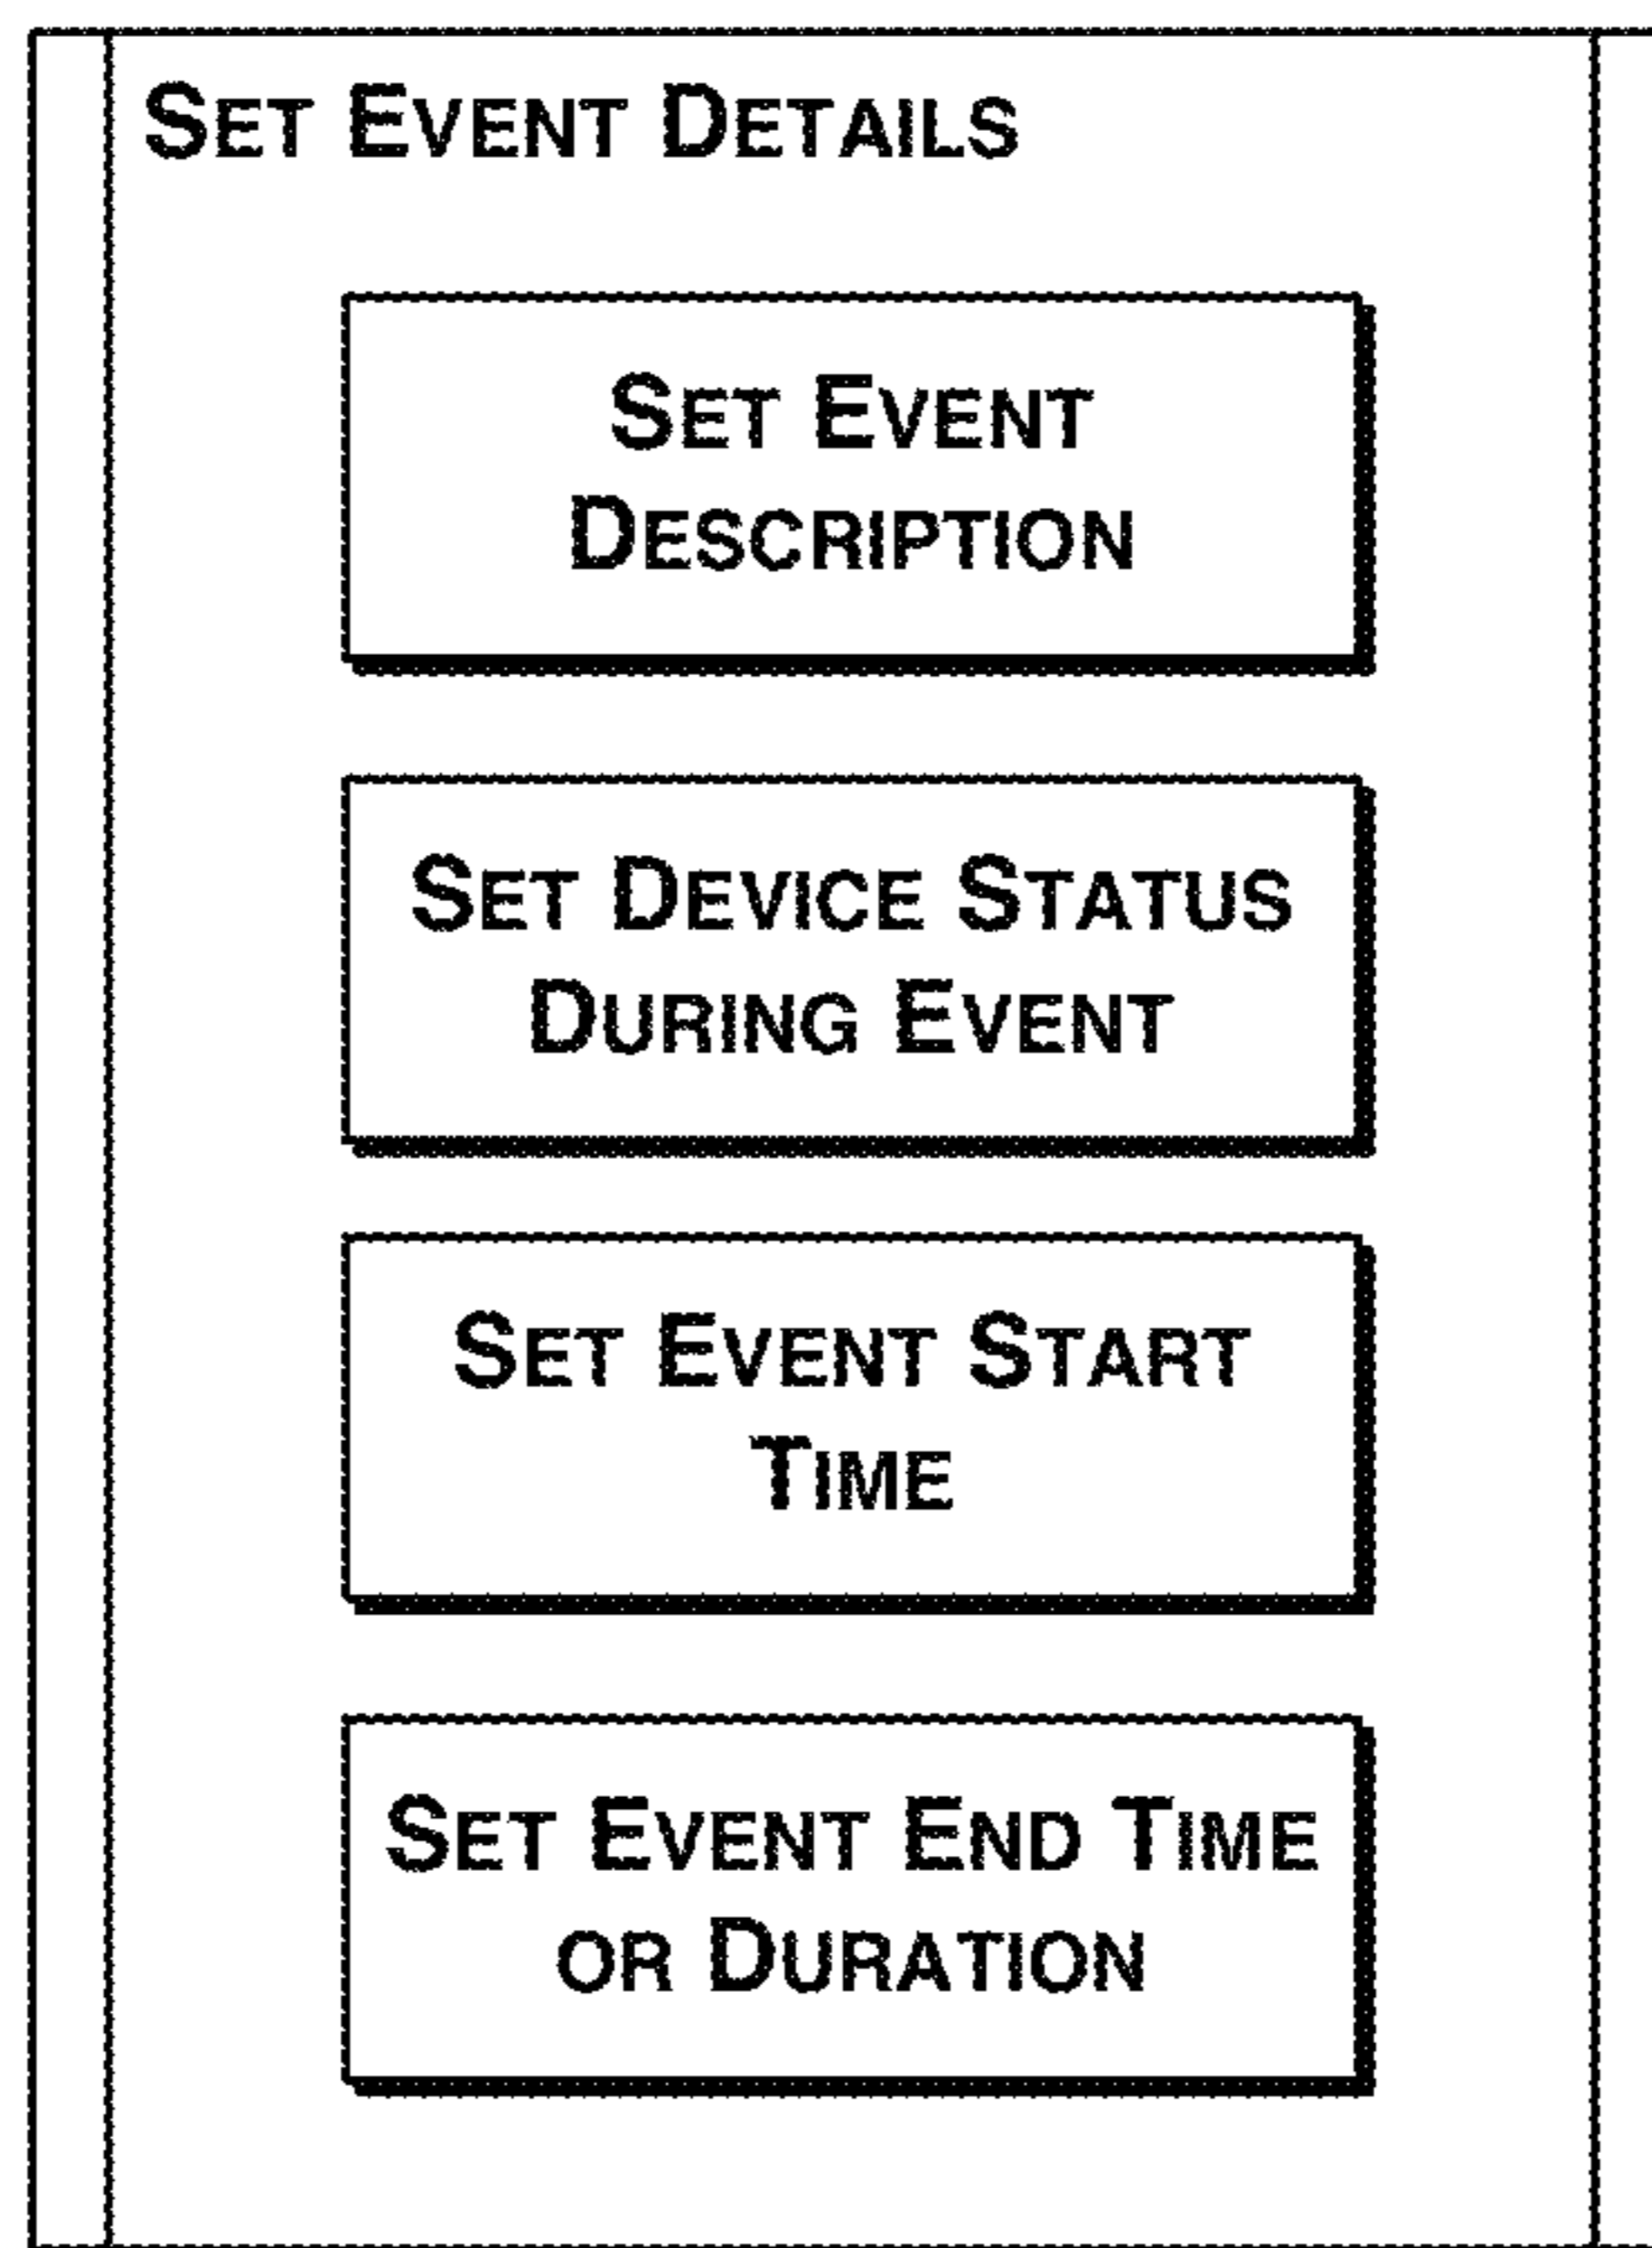 SET EVENT DETAILS
SET EVENT
DESCRIPTION
SET DEVICE STATUS
DURING EVENT
SET EVENT START
TIME
SET EVENT END TIME
OR DURATION